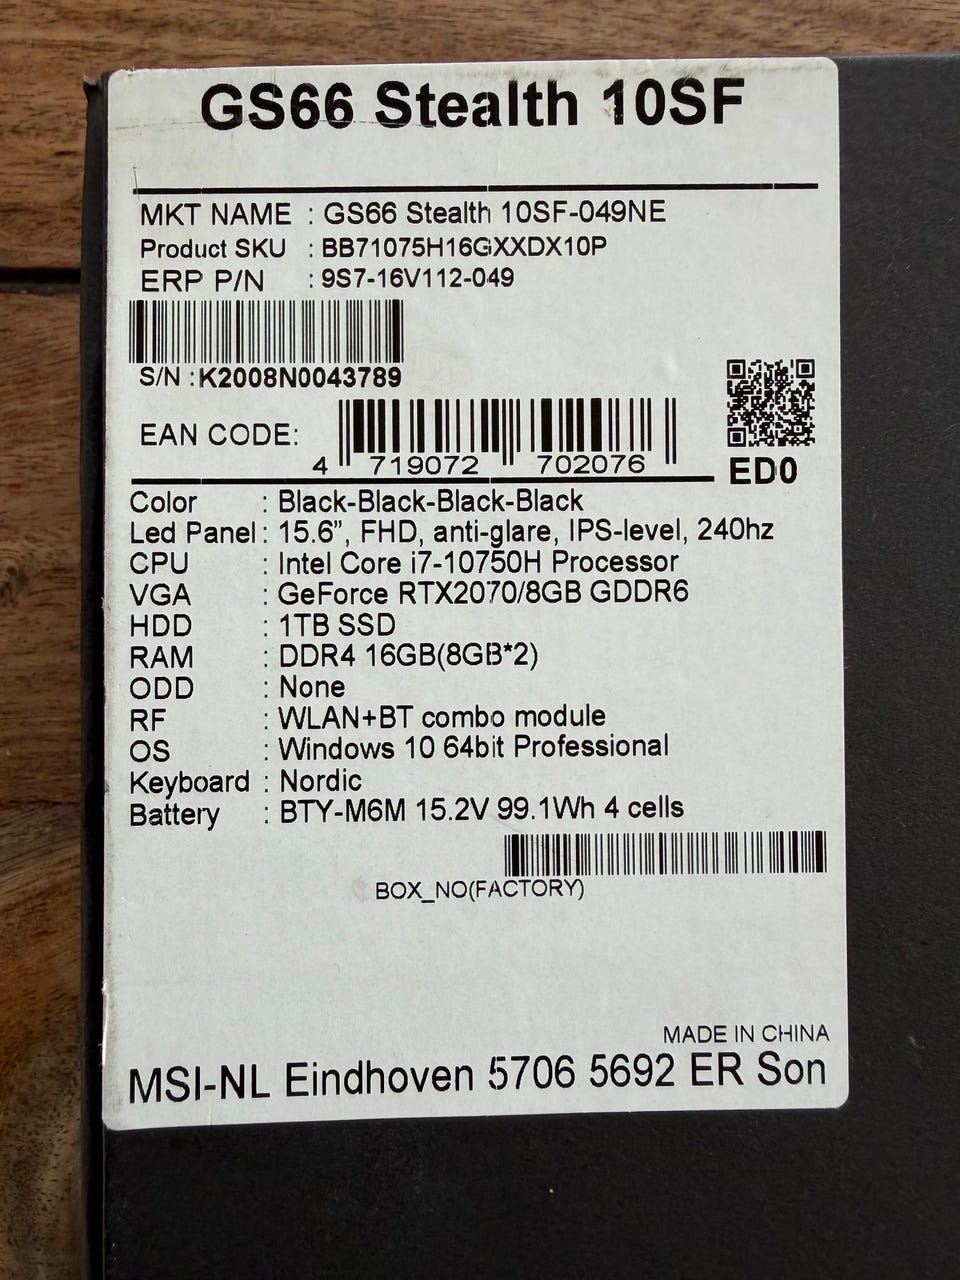 GS66 Stealth 10SF
MKT NAME : GS66 Stealth 10SF-049NE
Product SKU : BB71075H16GXXDX10P
ERP P/N : 9S7-16V112-049
S/N : K2008N0043789
EAN CODE:
4 719072 702076
ED0
Color : Black-Black-Black-Black
Led Panel : 15.6”, FHD, anti-glare, IPS-level, 240hz
CPU : Intel Core i7-10750H Processor
VGA : GeForce RTX2070/8GB GDDR6
HDD : 1TB SSD
RAM : DDR4 16GB(8GB*2)
ODD : None
RF : WLAN+BT combo module
OS : Windows 10 64bit Professional
Keyboard : Nordic
Battery : BTY-M6M 15.2V 99.1Wh 4 cells
BOX_NO(FACTORY)
MADE IN CHINA
MSI-NL Eindhoven 5706 5692 ER Son